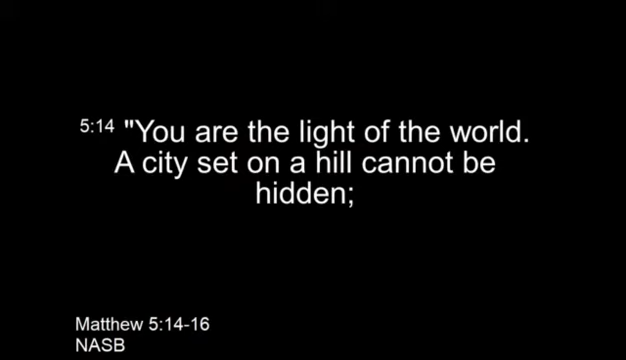 5:14 "You are the light of the world.
A city set on a hill cannot be
hidden;
Matthew 5:14-16
NASB